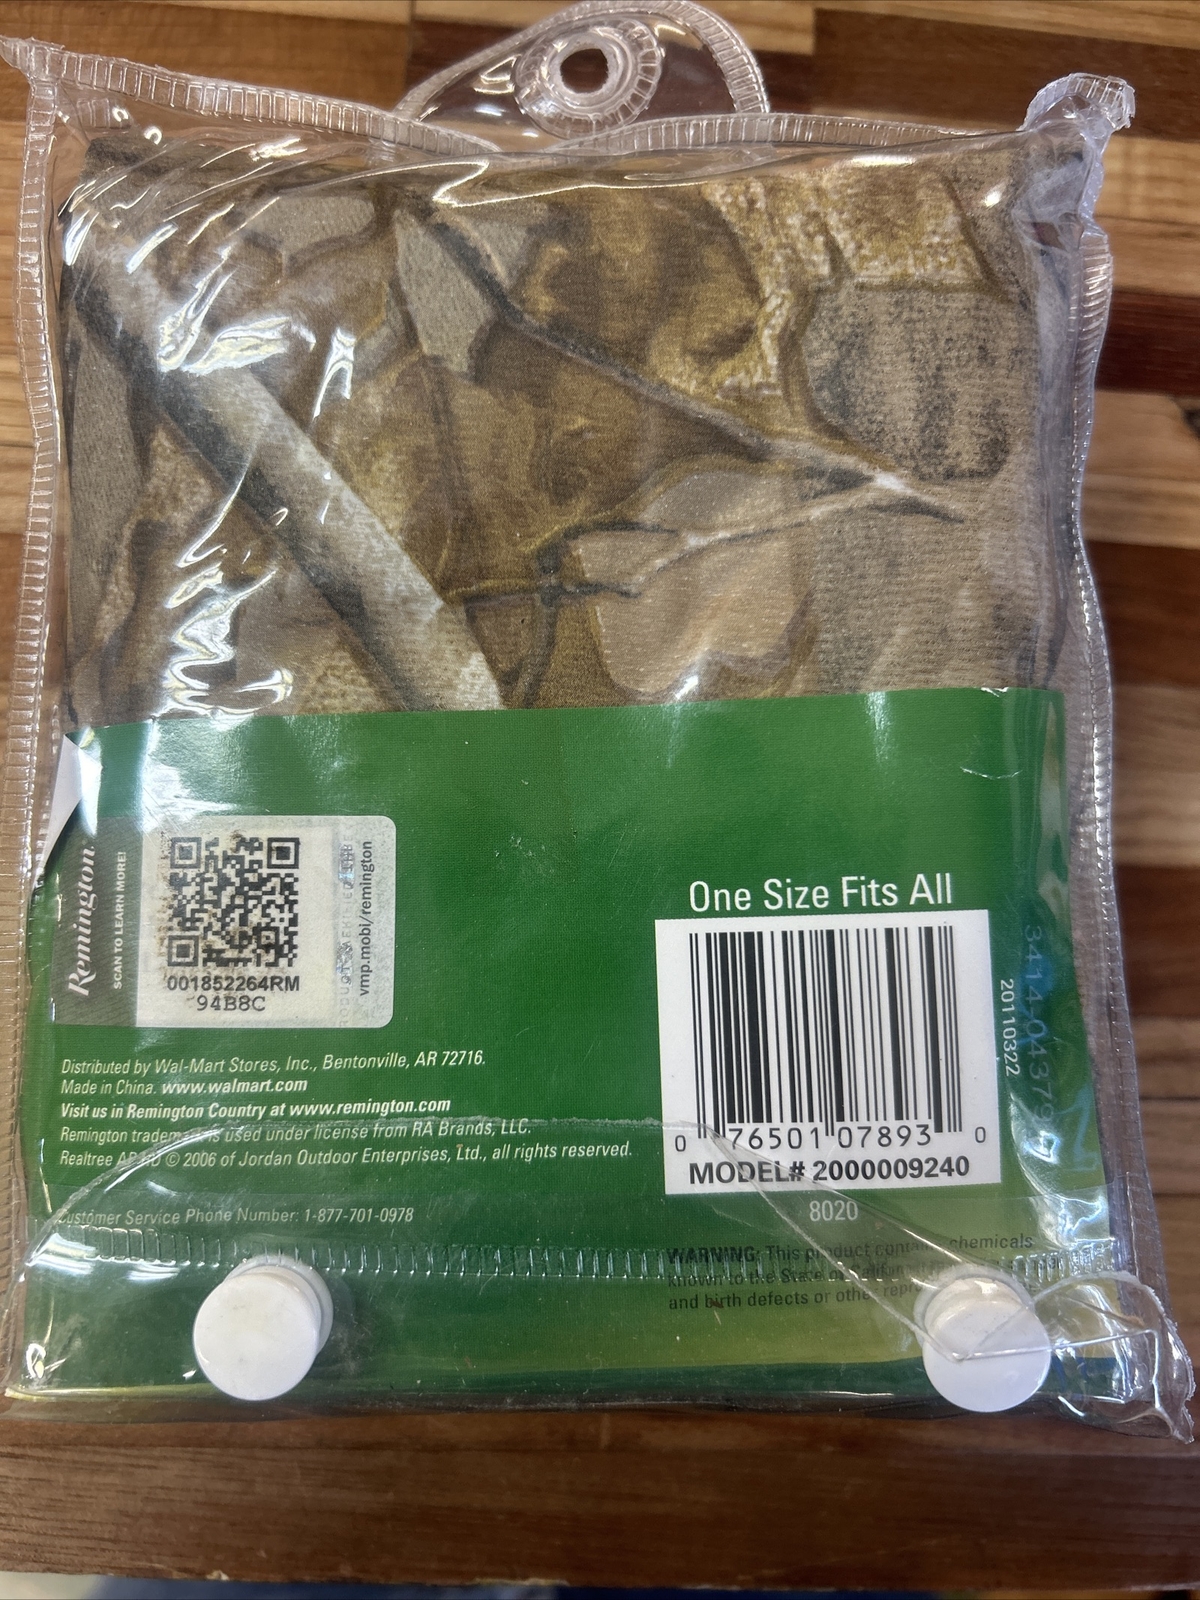 Remington
SCAN TO LEARN MORE!
001852264RM
94B8C
vmp.mobi/remington
One Size Fits All
0 76501 07893 0
MODEL# 2000009240
8020
20110322
Distributed by Wal-Mart Stores, Inc., Bentonville, AR 72716.
Made in China. www.walmart.com
Visit us in Remington Country at www.remington.com
Remington trademark is used under license from RA Brands, LLC.
Realtree © 2006 of Jordan Outdoor Enterprises, Ltd., all rights reserved.
Customer Service Phone Number: 1-877-701-0978
WARNING: This product contains chemicals
known to the State of California
and birth defects or other